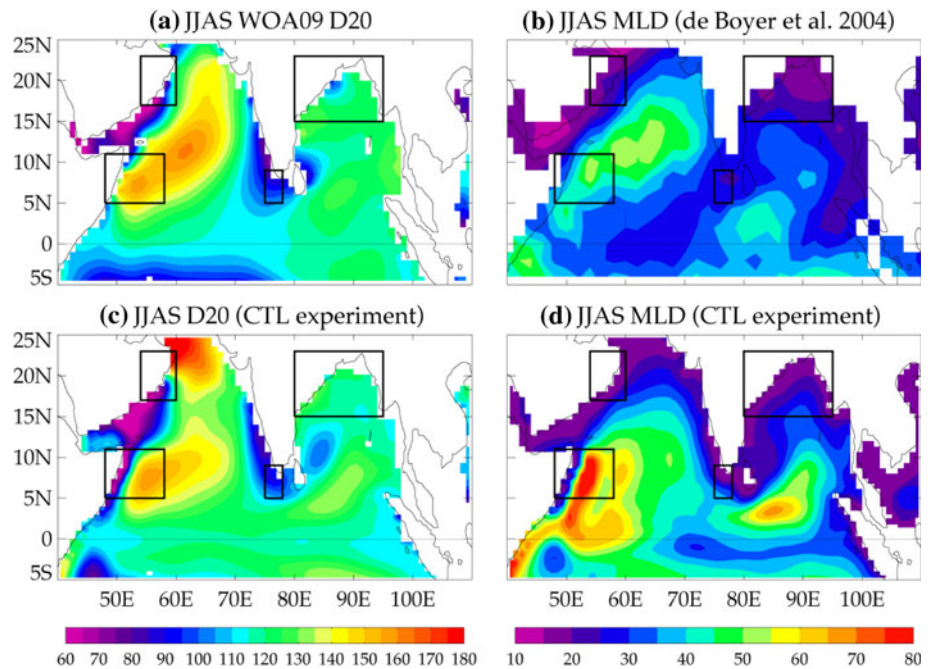 (a) JJAS WOA09 D20
(b) JJAS MLD (de Boyer et al. 2004)
25N
20N
15N
10N
5N
0
5S
(c) JJAS D20 (CTL experiment)
(d) JJAS MLD (CTL experiment)
25N
20N
15N
10N
5N
0
5S
50E 60E 70E 80E 90E 100E
50E 60E 70E 80E 90E 100E
60 70 80 90 100 110 120 130 140 150 160 170 180
10 20 30 40 50 60 70 80